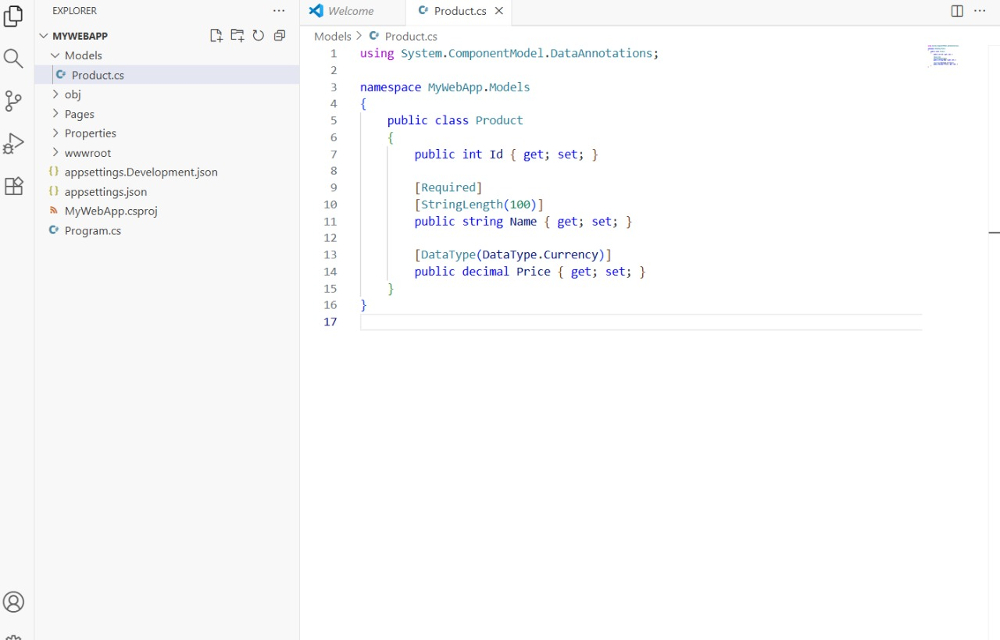 EXPLORER
MYWEBAPP
Models
Product.cs
obj
Pages
Properties
wwwroot
appsettings.Development.json
appsettings.json
MyWebApp.csproj
Program.cs
Welcome
Product.cs
Models > Product.cs
1 using System.ComponentModel.DataAnnotations;
2
3 namespace MyWebApp.Models
4 {
5 public class Product
6 {
7 public int Id { get; set; }
8
9 [Required]
10 [StringLength(100)]
11 public string Name { get; set; }
12
13 [DataType(DataType.Currency)]
14 public decimal Price { get; set; }
15 }
16 }
17